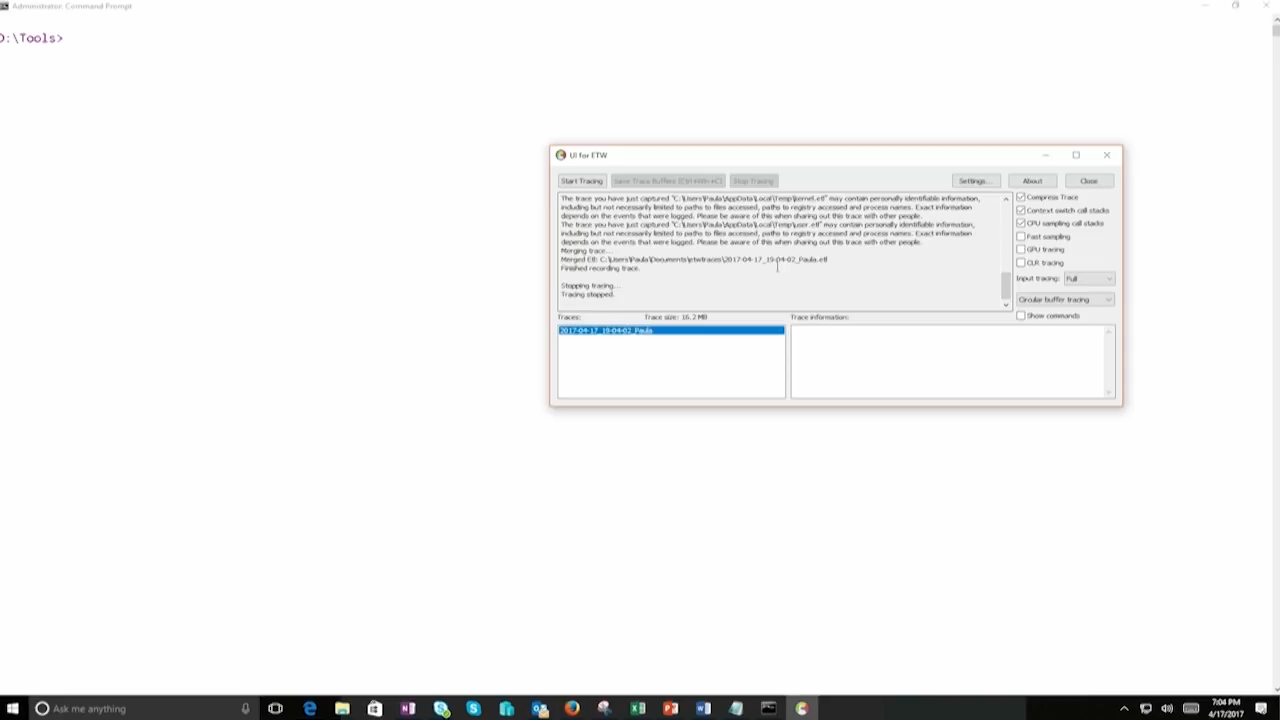 Administrator: Command Prompt
D:\Tools>
UI for ETW
Start Tracing
Save Trace Buffers (Ctrl+Win+C)
Stop Tracing
Settings...
About
Close
The trace you have just captured "C:\Users\Paula\AppData\Local\Temp\kernel.etl" may contain personally identifiable information,
including but not necessarily limited to paths to files accessed, paths to registry accessed and process names. Exact information
depends on the events that were logged. Please be aware of this when sharing out this trace with other people.
The trace you have just captured "C:\Users\Paula\AppData\Local\Temp\user.etl" may contain personally identifiable information,
including but not necessarily limited to paths to files accessed, paths to registry accessed and process names. Exact information
depends on the events that were logged. Please be aware of this when sharing out this trace with other people.
Merging trace...
Merged Etl: C:\Users\Paula\Documents\etwtraces\2017-04-17_19-04-02_Paula.etl
Finished recording trace.
Stopping tracing...
Tracing stopped.
Compress Trace
Context switch call stacks
CPU sampling call stacks
Fast sampling
GPU tracing
CLR tracing
Input tracing: Full
Circular buffer tracing
Show commands
Traces: Trace size: 16.2 MB
Trace information:
2017-04-17_19-04-02_Paula
Ask me anything
7:04 PM
4/17/2017